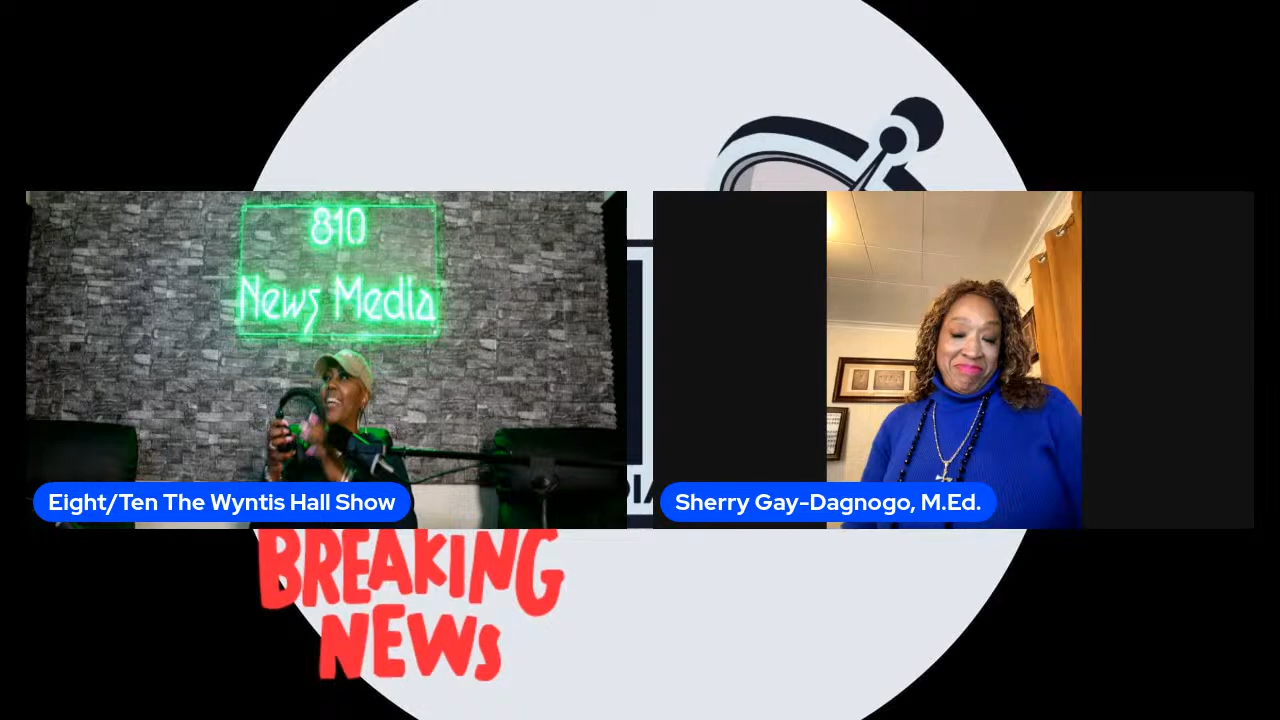 810
News Media
Eight/Ten The Wyntis Hall Show
Sherry Gay-Dagnogo, M.Ed.
BREAKING
NEWS